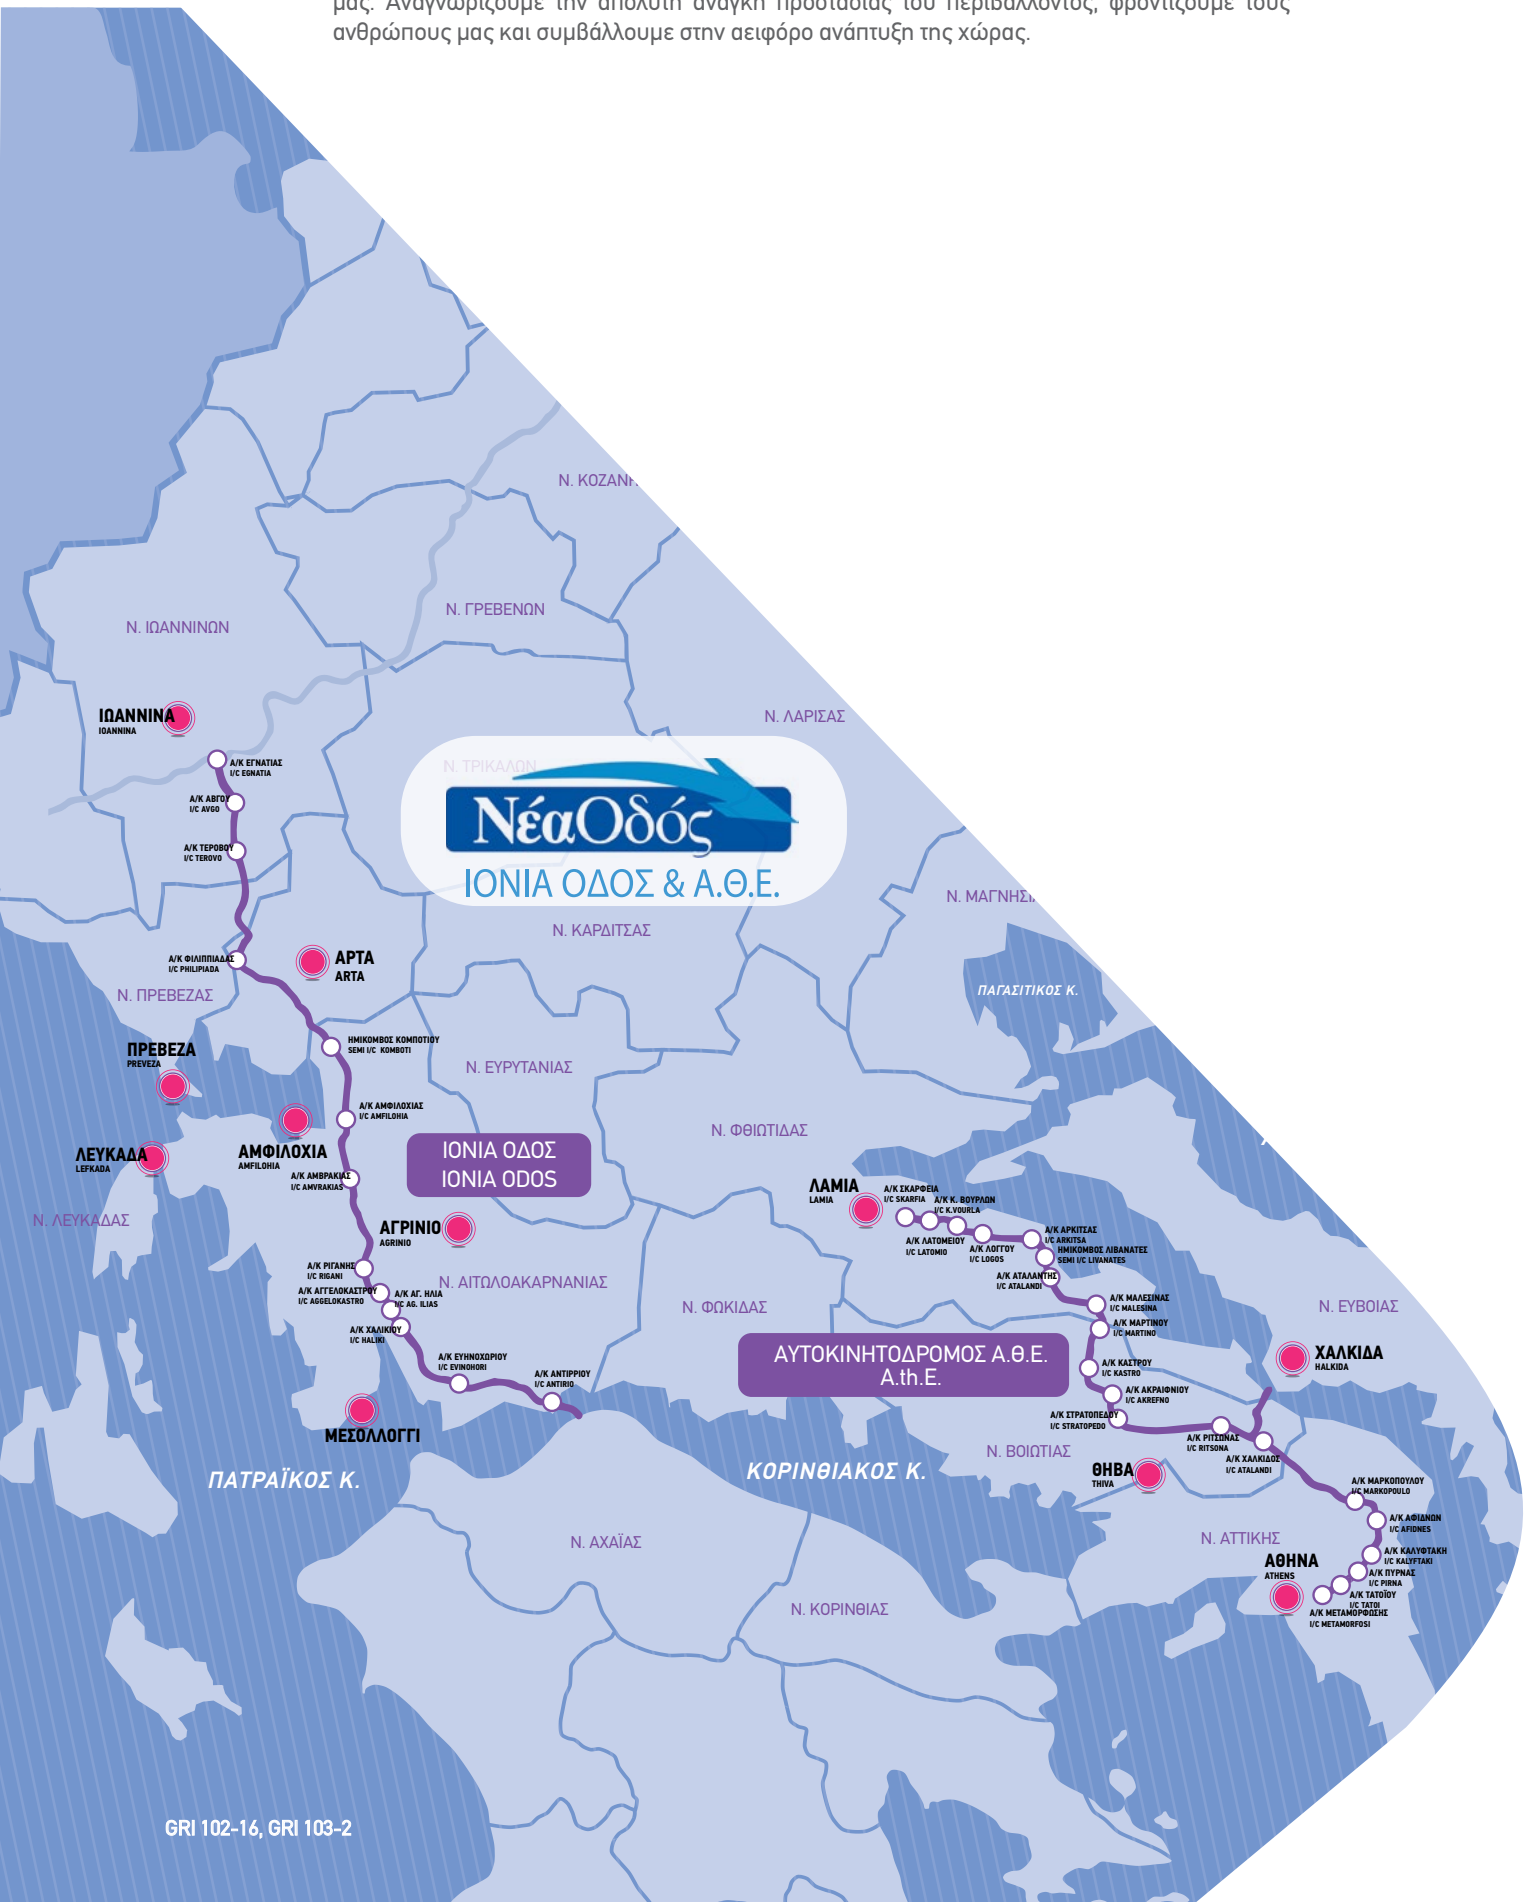 μας. Αναγνωρίζουμε την απόλυτη ανάγκη προστασίας του περιβάλλοντος, φροντίζουμε τους
ανθρώπους μας και συμβάλλουμε στην αειφόρο ανάπτυξη της χώρας.
Ν. ΚΟΖΑΝΗ
Ν. ΓΡΕΒΕΝΩΝ
Ν. ΙΩΑΝΝΙΝΩΝ
ΙΩΑΝΝΙΝΑ
IOANNINA
Ν. ΛΑΡΙΣΑΣ
Α/Κ ΕΓΝΑΤΙΑΣ
I/C EGNATIA
Ν. ΤΡΙΚΑΛΩΝ
Α/Κ ΑΒΓΟΥ
I/C AVGO
ΝέαΟδός
ΙΟΝΙΑ ΟΔΟΣ & Α.Θ.Ε.
Α/Κ ΤΕΡΟΒΟΥ
I/C TEROVO
Ν. ΜΑΓΝΗΣΙ
Ν. ΚΑΡΔΙΤΣΑΣ
Α/Κ ΦΙΛΙΠΠΙΑΔΑΣ
I/C PHILIPIADA
ΑΡΤΑ
ARTA
Ν. ΠΡΕΒΕΖΑΣ
ΠΑΓΑΣΙΤΙΚΟΣ Κ.
ΗΜΙΚΟΜΒΟΣ ΚΟΜΠΟΤΙΟΥ
SEMI I/C KOMBOTI
ΠΡΕΒΕΖΑ
PREVEZA
Ν. ΕΥΡΥΤΑΝΙΑΣ
Α/Κ ΑΜΦΙΛΟΧΙΑΣ
I/C AMFILOHIA
Ν. ΦΘΙΩΤΙΔΑΣ
ΑΜΦΙΛΟΧΙΑ
AMFILOHIA
ΙΟΝΙΑ ΟΔΟΣ
IONIA ODOS
ΛΕΥΚΑΔΑ
LEFKADA
Α/Κ ΑΜΒΡΑΚΙΑΣ
I/C AMVRAKIAS
ΛΑΜΙΑ
LAMIA
Α/Κ ΣΚΑΡΦΕΙΑ
I/C SKARFIA
Α/Κ Κ. ΒΟΥΡΛΩΝ
I/C K.VOURLA
Ν. ΛΕΥΚΑΔΑΣ
ΑΓΡΙΝΙΟ
AGRINIO
Α/Κ ΛΑΤΟΜΕΙΟΥ
I/C LATOMIO
Α/Κ ΛΟΓΓΟΥ
I/C LOGOS
Α/Κ ΑΡΚΙΤΣΑΣ
I/C ARKITSA
ΗΜΙΚΟΜΒΟΣ ΛΙΒΑΝΑΤΕΣ
SEMI I/C LIVANATES
Α/Κ ΡΙΓΑΝΗΣ
I/C RIGANI
Α/Κ ΑΤΑΛΑΝΤΗΣ
I/C ATALANDI
Ν. ΑΙΤΩΛΟΑΚΑΡΝΑΝΙΑΣ
Α/Κ ΑΓΓΕΛΟΚΑΣΤΡΟΥ
I/C AGGELOKASTRO
Α/Κ ΑΓ. ΗΛΙΑ
I/C AG. ILIAS
Α/Κ ΜΑΛΕΣΙΝΑΣ
I/C MALESINA
Ν. ΦΩΚΙΔΑΣ
Ν. ΕΥΒΟΙΑΣ
Α/Κ ΧΑΛΙΚΙΟΥ
I/C HALIKI
Α/Κ ΜΑΡΤΙΝΟΥ
I/C MARTINO
ΑΥΤΟΚΙΝΗΤΟΔΡΟΜΟΣ Α.Θ.Ε.
A.th.E.
ΧΑΛΚΙΔΑ
HALKIDA
Α/Κ ΕΥΗΝΟΧΩΡΙΟΥ
I/C EVINOHORI
Α/Κ ΑΝΤΙΡΡΙΟΥ
I/C ANTIRIO
Α/Κ ΚΑΣΤΡΟΥ
I/C KASTRO
Α/Κ ΑΚΡΑΙΦΝΙΟΥ
I/C AKREFNO
Α/Κ ΣΤΡΑΤΟΠΕΔΟΥ
I/C STRATOPEDO
ΜΕΣΟΛΛΟΓΓΙ
Α/Κ ΡΙΤΣΩΝΑΣ
I/C RITSONA
Ν. ΒΟΙΩΤΙΑΣ
Α/Κ ΧΑΛΚΙΔΟΣ
I/C ATALANDI
ΠΑΤΡΑΪΚΟΣ Κ.
ΚΟΡΙΝΘΙΑΚΟΣ Κ.
ΘΗΒΑ
THIVA
Α/Κ ΜΑΡΚΟΠΟΥΛΟΥ
I/C MARKOPOULO
Α/Κ ΑΦΙΔΝΩΝ
I/C AFIDNES
Ν. ΑΧΑΪΑΣ
Ν. ΑΤΤΙΚΗΣ
Α/Κ ΚΑΛΥΦΤΑΚΗ
I/C KALYFTAKI
ΑΘΗΝΑ
ATHENS
Α/Κ ΠΥΡΝΑΣ
I/C PIRNA
Α/Κ ΤΑΤΟΪΟΥ
I/C TATOI
Ν. ΚΟΡΙΝΘΙΑΣ
Α/Κ ΜΕΤΑΜΟΡΦΩΣΗΣ
I/C METAMORFOSI
GRI 102-16, GRI 103-2